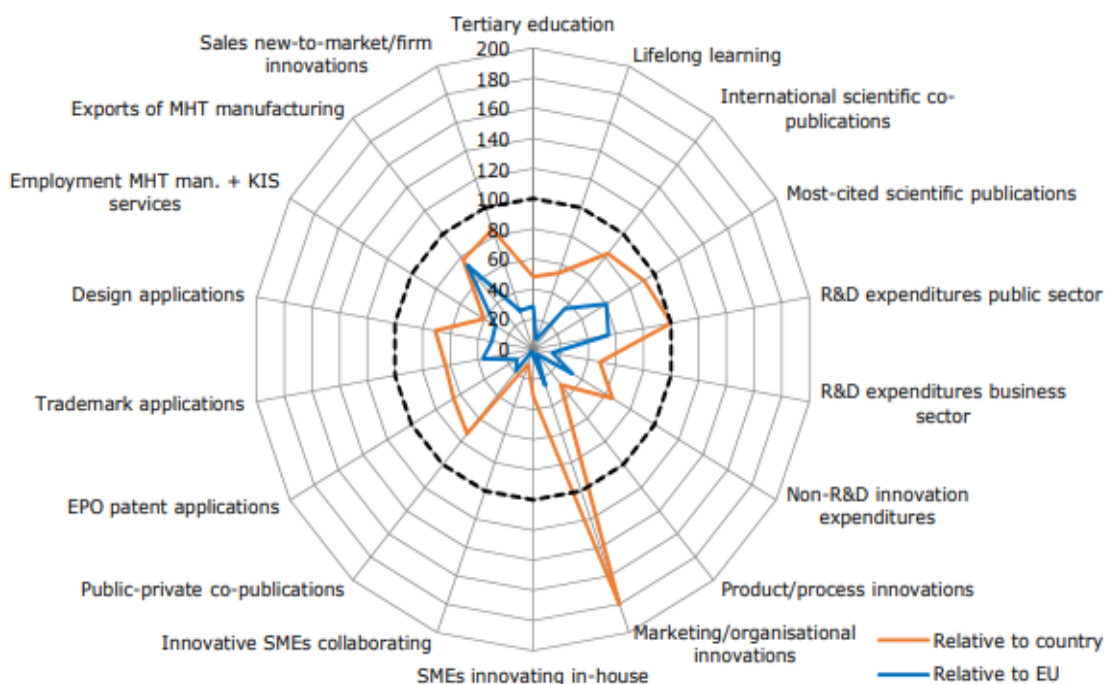 Tertiary education
Lifelong learning
International scientific co-
publications
Most-cited scientific publications
R&D expenditures public sector
R&D expenditures business
sector
Non-R&D innovation
expenditures
Product/process innovations
Marketing/organisational
innovations
SMEs innovating in-house
Innovative SMEs collaborating
Public-private co-publications
EPO patent applications
Trademark applications
Design applications
Employment MHT man. + KIS
services
Exports of MHT manufacturing
Sales new-to-market/firm
innovations
200
180
160
140
120
100
80
60
40
20
0
Relative to country
Relative to EU